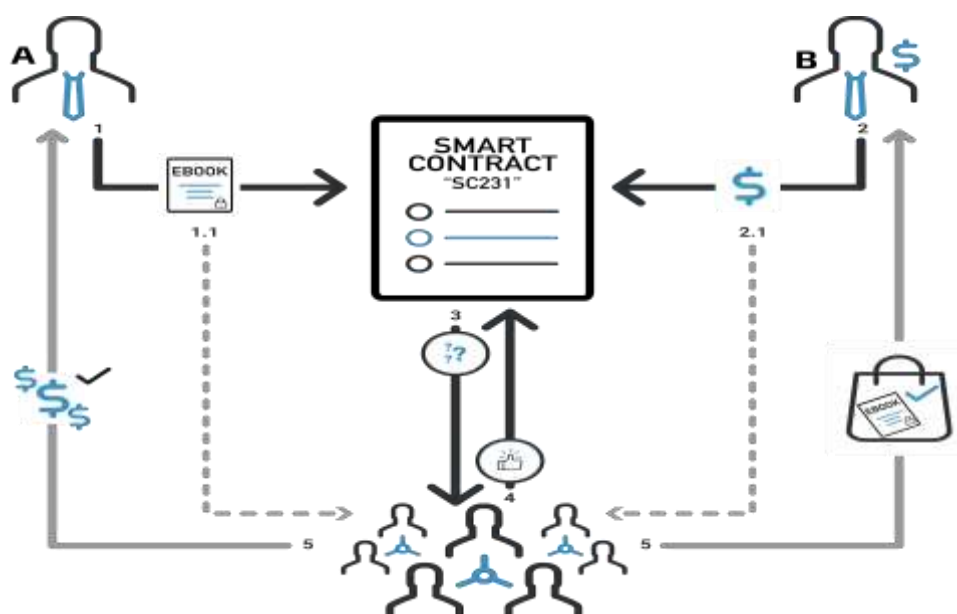 A
B
$
1
2
SMART
CONTRACT
"SC231"
EBOOK
$
1.1
2.1
3
???
$$$
EBOOK
4
5
5